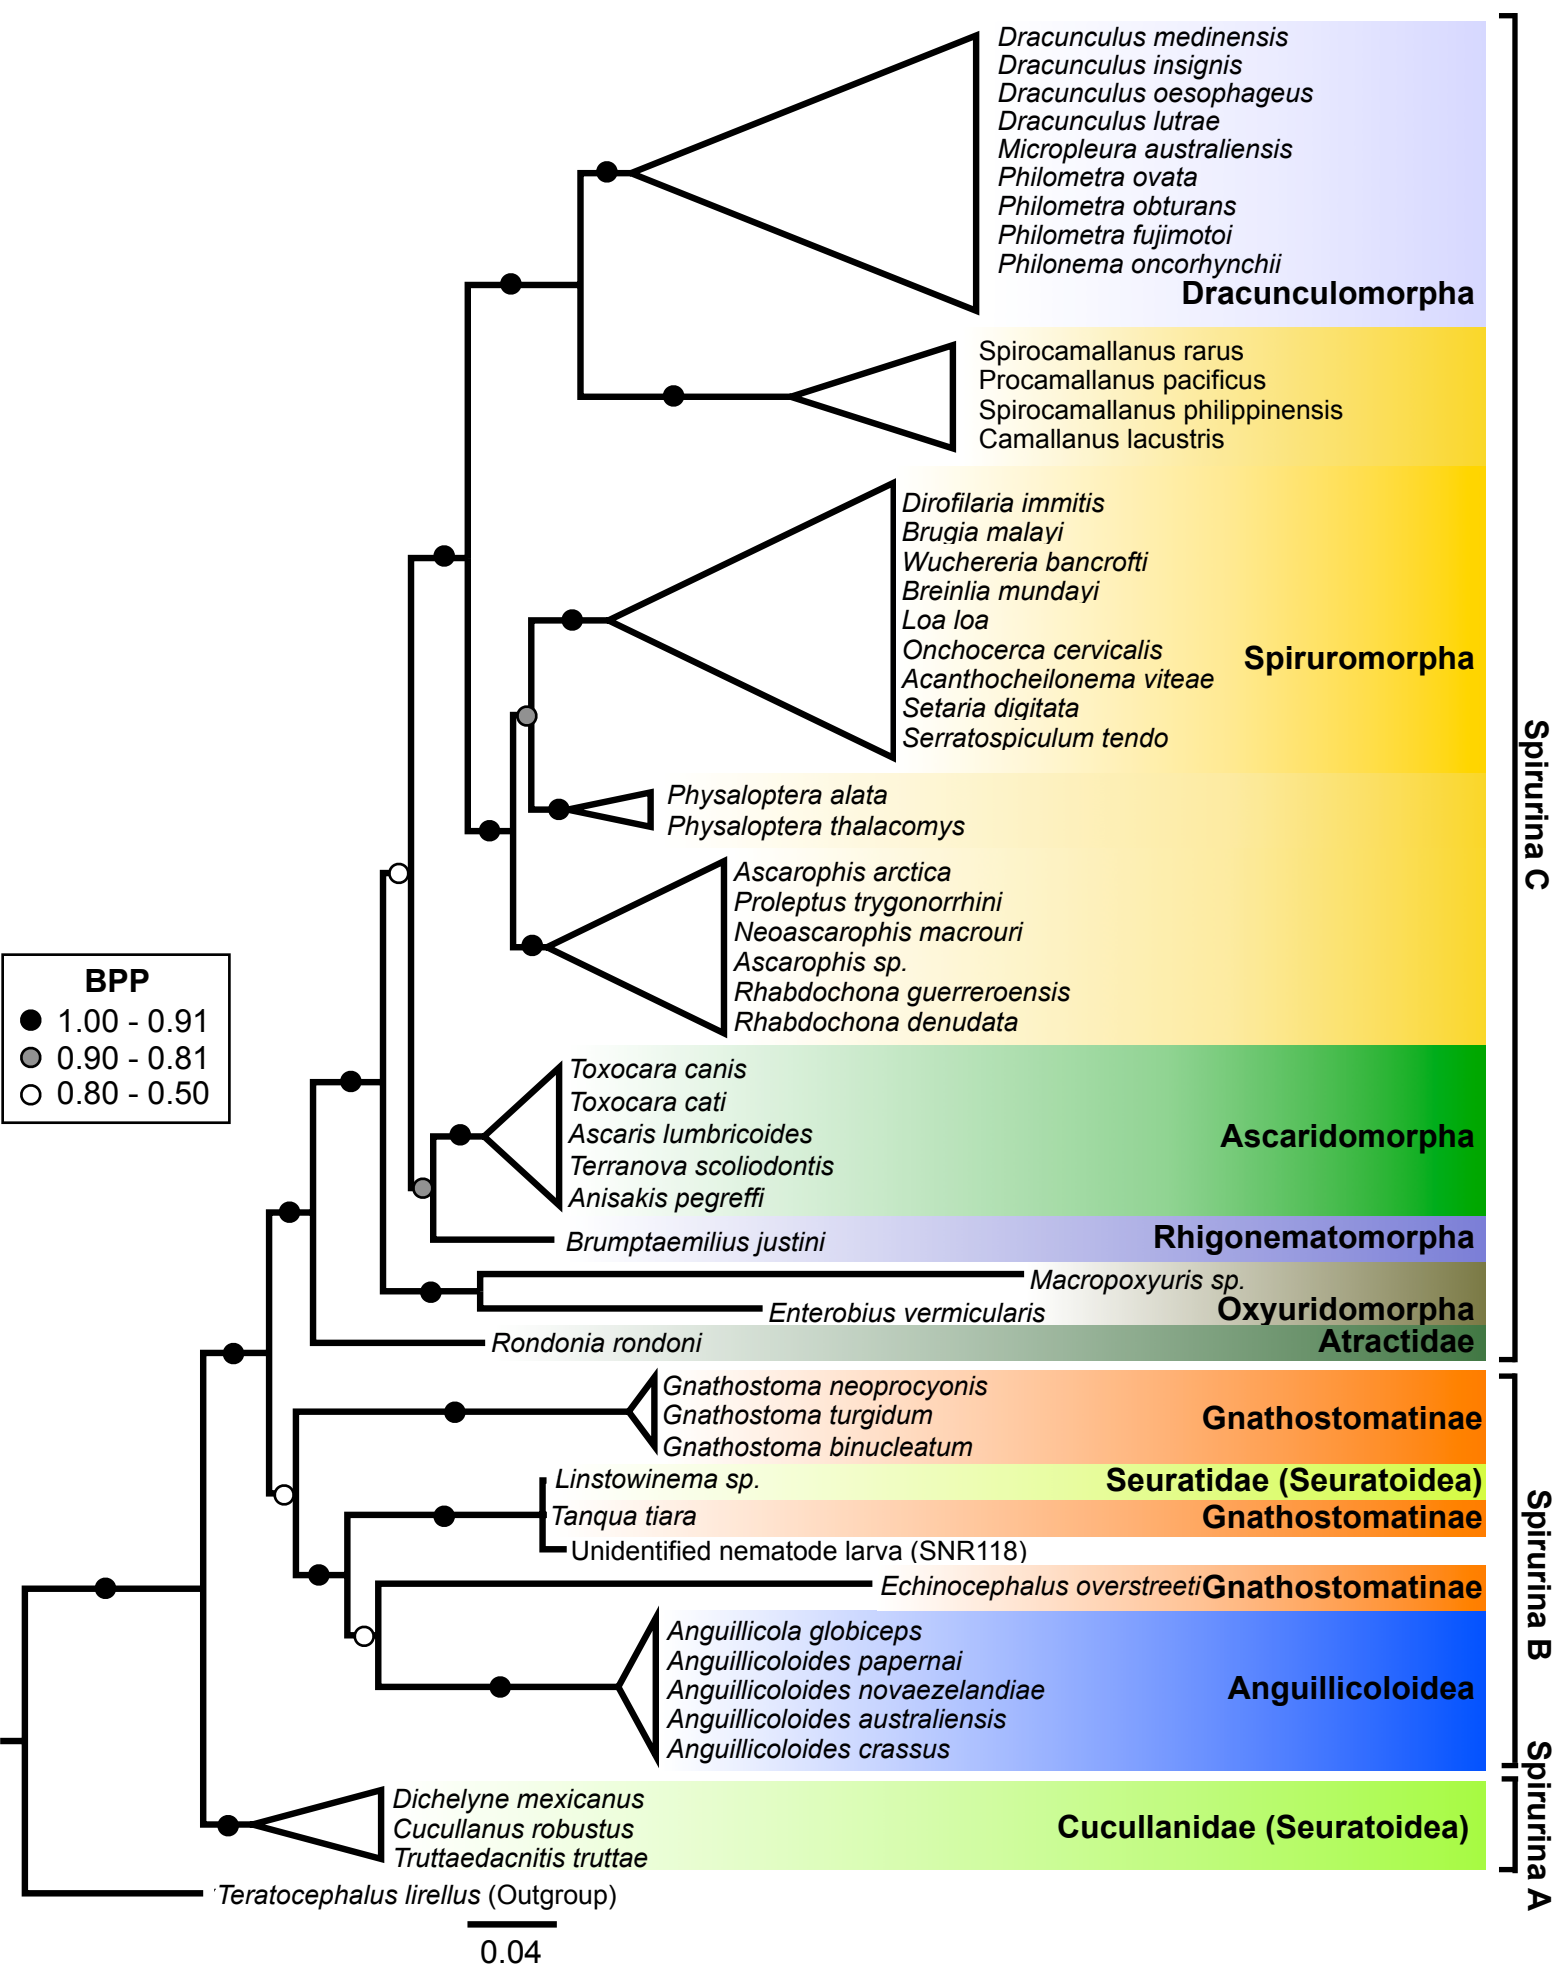 Dracunculus medinensis
Dracunculus insignis
Dracunculus oesophageus
Dracunculus lutrae
Micropleura australiensis
Philometra ovata
Philometra obturans
Philometra fujimotoi
Philonema oncorhynchii
Dracunculomorpha
Spirocamallanus rarus
Procamallanus pacificus
Spirocamallanus philippinensis
Camallanus lacustris
Dirofilaria immitis
Brugia malayi
Wuchereria bancrofti
Breinlia mundayi
Loa loa
Onchocerca cervicalis
Acanthocheilonema viteae
Setaria digitata
Serratospiculum tendo
Spiruromorpha
Physaloptera alata
Physaloptera thalacomys
Ascarophis arctica
Proleptus trygonorrhini
Neoascarophis macrouri
Ascarophis sp.
Rhabdochona guerreroensis
Rhabdochona denudata
Toxocara canis
Toxocara cati
Ascaris lumbricoides
Terranova scoliodontis
Anisakis pegreffi
Ascaridomorpha
Brumptaemilius justini
Rhigonematomorpha
Macropoxyuris sp.
Enterobius vermicularis
Oxyuridomorpha
Rondonia rondoni
Atractidae
Spirurina C
Gnathostoma neoprocyonis
Gnathostoma turgidum
Gnathostoma binucleatum
Gnathostomatinae
Linstowinema sp.
Seuratidae (Seuratoidea)
Tanqua tiara
Gnathostomatinae
Unidentified nematode larva (SNR118)
Echinocephalus overstreeti
Gnathostomatinae
Anguillicola globiceps
Anguillicoloides papernai
Anguillicoloides novaezelandiae
Anguillicoloides australiensis
Anguillicoloides crassus
Anguillicoloidea
Spirurina B
Dichelyne mexicanus
Cucullanus robustus
Truttaedacnitis truttae
Cucullanidae (Seuratoidea)
Spirurina A
Teratocephalus lirellus (Outgroup)
0.04
BPP
1.00 - 0.91
0.90 - 0.81
0.80 - 0.50